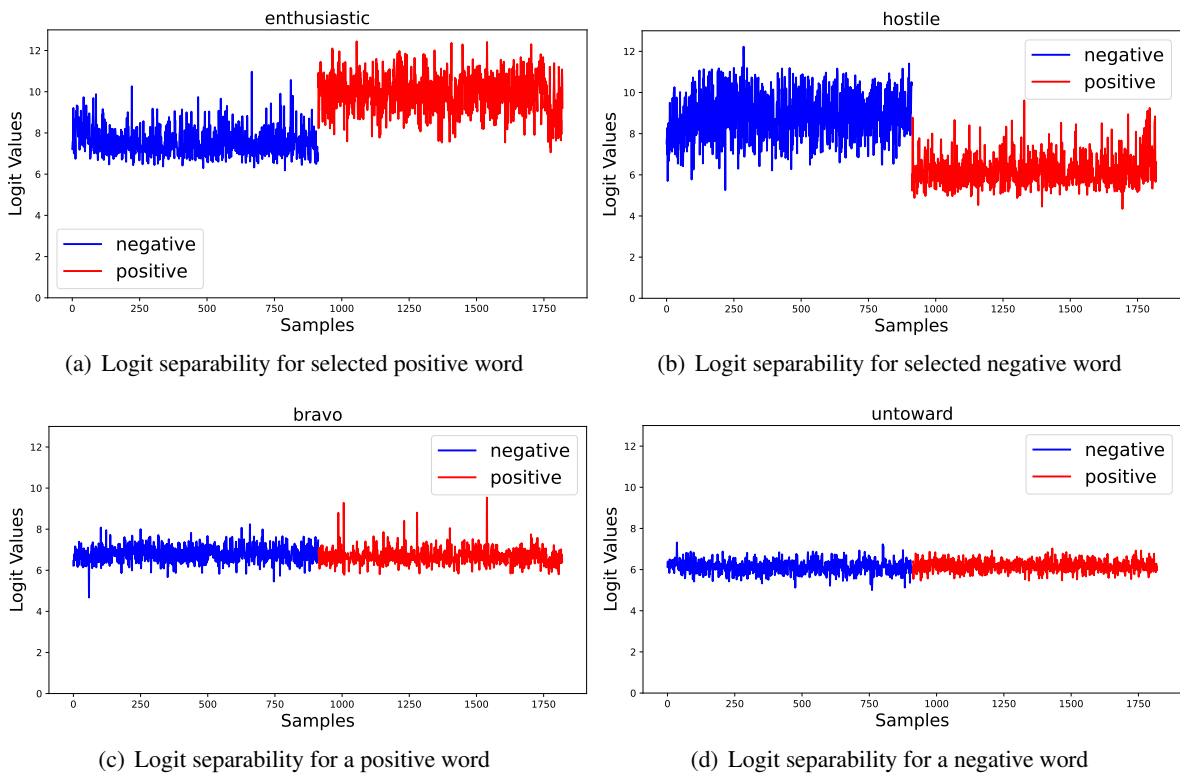 enthusiastic
12
10
8
6
4
2
0
Logit Values
negative
positive
0 250 500 750 1000 1250 1500 1750
Samples
(a) Logit separability for selected positive word
hostile
12
10
8
6
4
2
0
Logit Values
negative
positive
0 250 500 750 1000 1250 1500 1750
Samples
(b) Logit separability for selected negative word
bravo
12
10
8
6
4
2
0
Logit Values
negative
positive
0 250 500 750 1000 1250 1500 1750
Samples
(c) Logit separability for a positive word
untoward
12
10
8
6
4
2
0
Logit Values
negative
positive
0 250 500 750 1000 1250 1500 1750
Samples
(d) Logit separability for a negative word